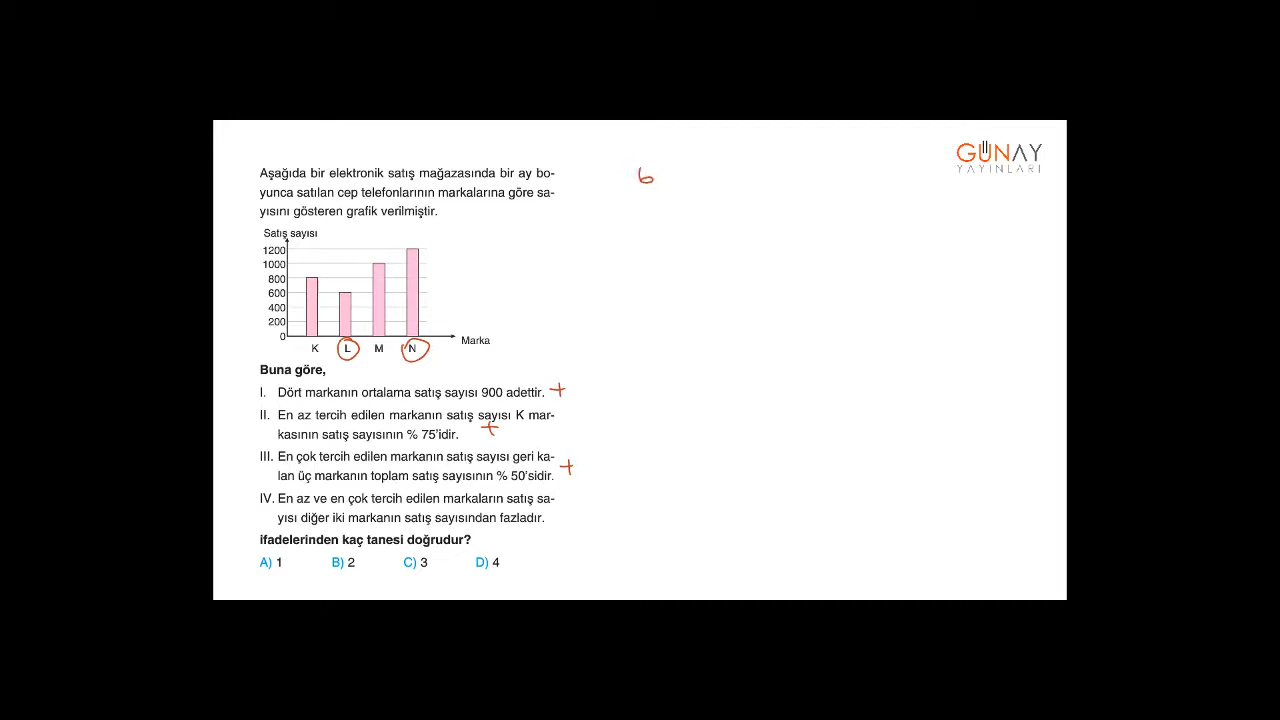 GÜNAY
YAYINLARI
Aşağıda bir elektronik satış mağazasında bir ay bo-
yunca satılan cep telefonlarının markalarına göre sa-
yısını gösteren grafik verilmiştir.
6
Satış sayısı
1200
1000
800
600
400
200
0
K L M N
Marka
Buna göre,
I. Dört markanın ortalama satış sayısı 900 adettir. +
II. En az tercih edilen markanın satış sayısı K mar-
kasının satış sayısının % 75'idir. +
III. En çok tercih edilen markanın satış sayısı geri ka-
lan üç markanın toplam satış sayısının % 50'sidir. +
IV. En az ve en çok tercih edilen markaların satış sa-
yısı diğer iki markanın satış sayısından fazladır.
ifadelerinden kaç tanesi doğrudur?
A) 1 B) 2 C) 3 D) 4